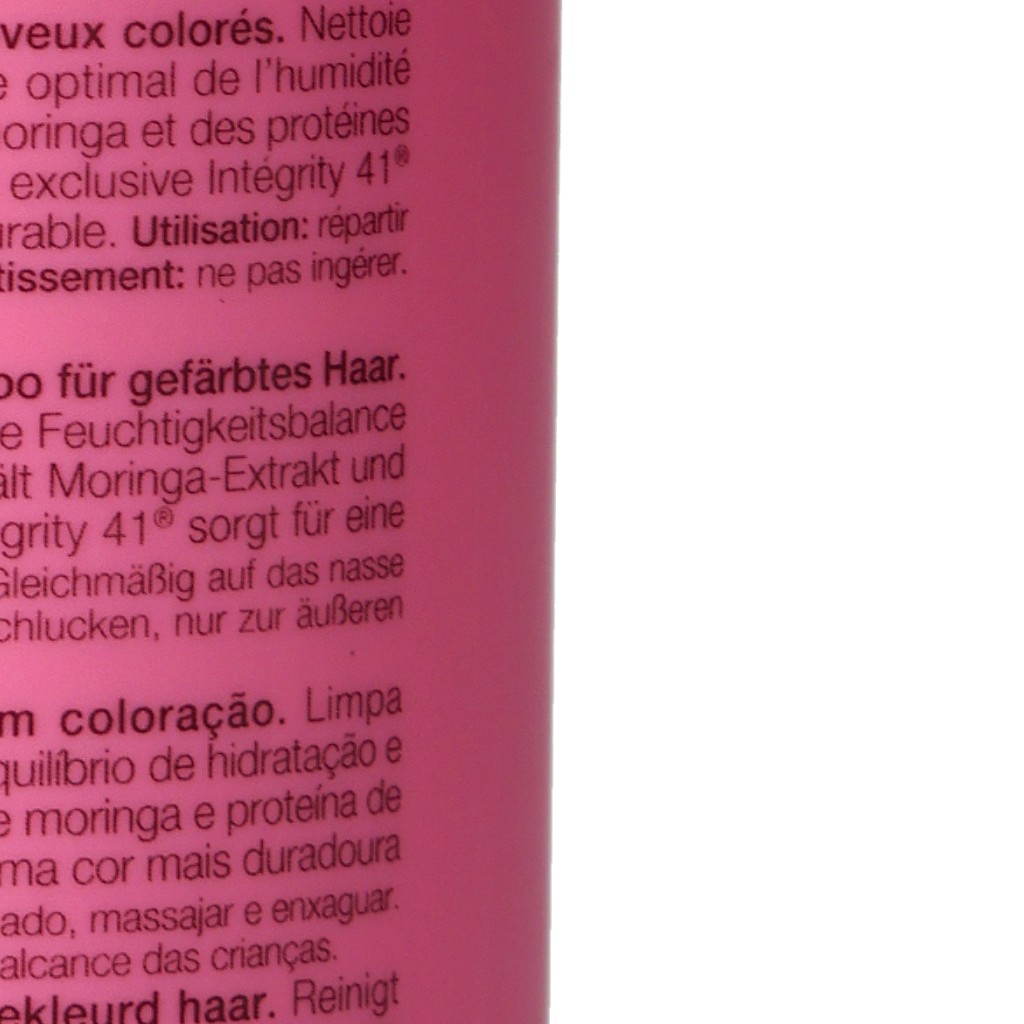 veux colorés. Nettoie
e optimal de l'humidité
oringa et des protéines
exclusive Intégrity 41®
rable. Utilisation: répartir
tissement: ne pas ingérer.
oo für gefärbtes Haar.
e Feuchtigkeitsbalance
ält Moringa-Extrakt und
grity 41® sorgt für eine
Gleichmäßig auf das nasse
chlucken, nur zur äußeren
m coloração. Limpa
quilíbrio de hidratação e
e moringa e proteína de
ma cor mais duradoura
ado, massajar e enxaguar.
alcance das crianças.
ekleurd haar. Reinigt